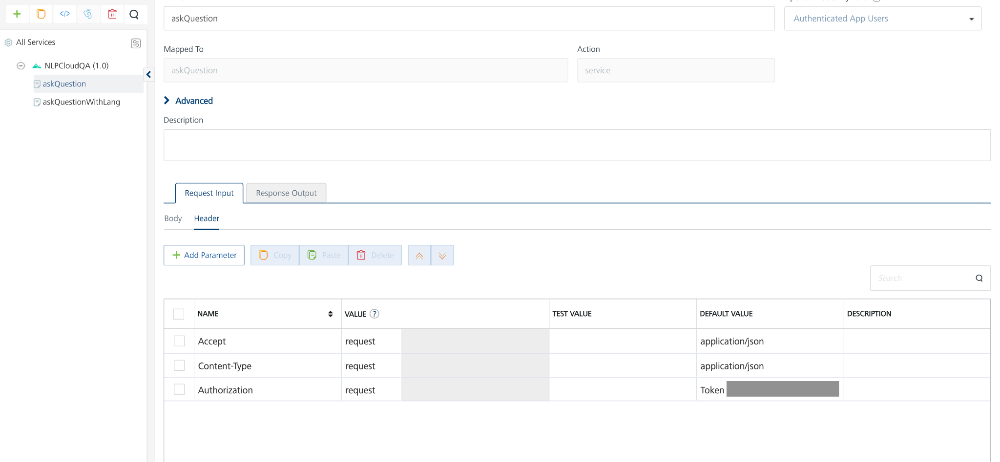 askQuestion
Authenticated App Users
All Services
NLPCloudQA (1.0)
askQuestion
askQuestionWithLang
Mapped To
Action
askQuestion
service
Advanced
Description
Request Input
Response Output
Body
Header
Add Parameter
Copy
Paste
Delete
Search
NAME
VALUE ?
TEST VALUE
DEFAULT VALUE
DESCRIPTION
Accept
request
application/json
Content-Type
request
application/json
Authorization
request
Token